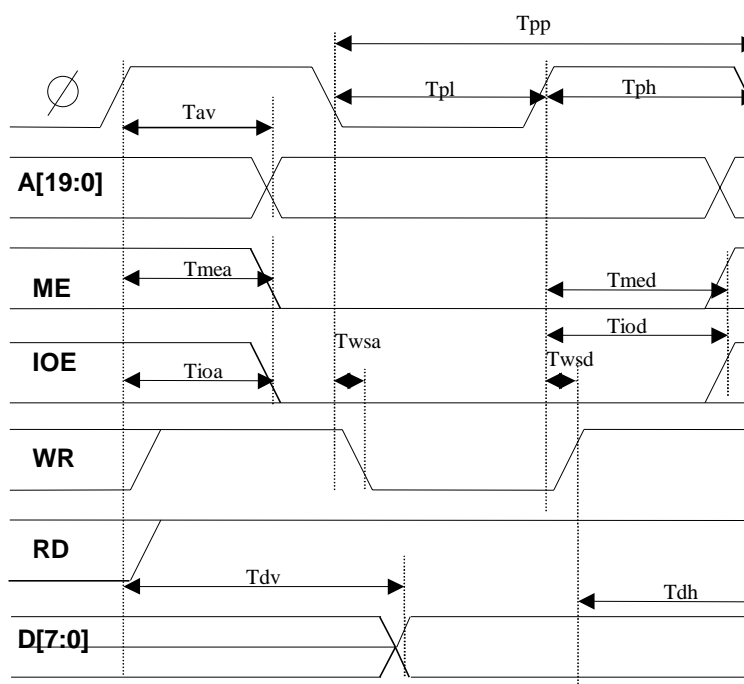 Tpp
Ø
Tpl
Tph
Tav
A[19:0]
Tmea
Tmed
ME
Tiod
Twsa
IOE
Twsd
Tioa
WR
RD
Tdv
Tdh
D[7:0]